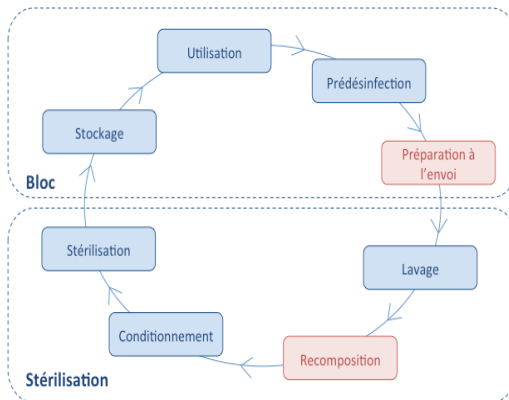 Utilisation
Prédésinfection
Stockage
Préparation à
l'envoi
Bloc
Stérilisation
Lavage
Conditionnement
Recomposition
Stérilisation